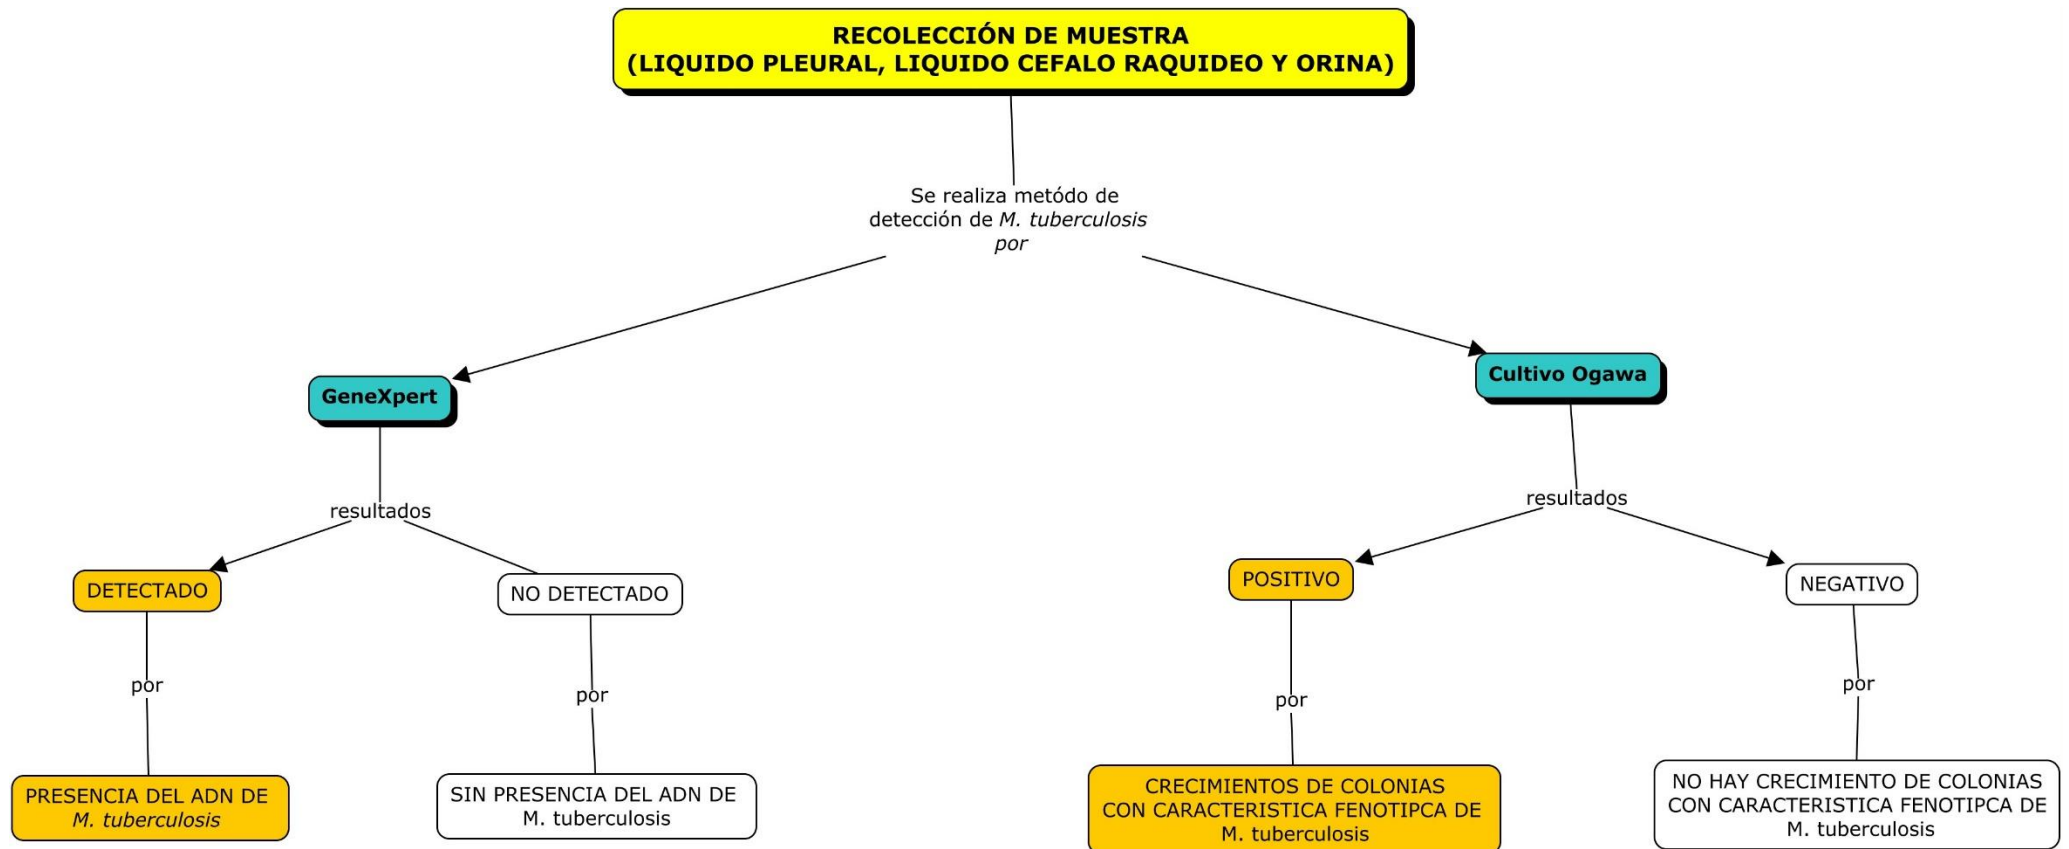 RECOLECCIÓN DE MUESTRA
(LIQUIDO PLEURAL, LIQUIDO CEFALO RAQUIDEO Y ORINA)
Se realiza metódo de
detección de M. tuberculosis
por
GeneXpert
Cultivo Ogawa
resultados
resultados
DETECTADO
NO DETECTADO
POSITIVO
NEGATIVO
por
por
por
por
PRESENCIA DEL ADN DE
M. tuberculosis
SIN PRESENCIA DEL ADN DE
M. tuberculosis
CRECIMIENTOS DE COLONIAS
CON CARACTERISTICA FENOTIPCA DE
M. tuberculosis
NO HAY CRECIMIENTO DE COLONIAS
CON CARACTERISTICA FENOTIPCA DE
M. tuberculosis